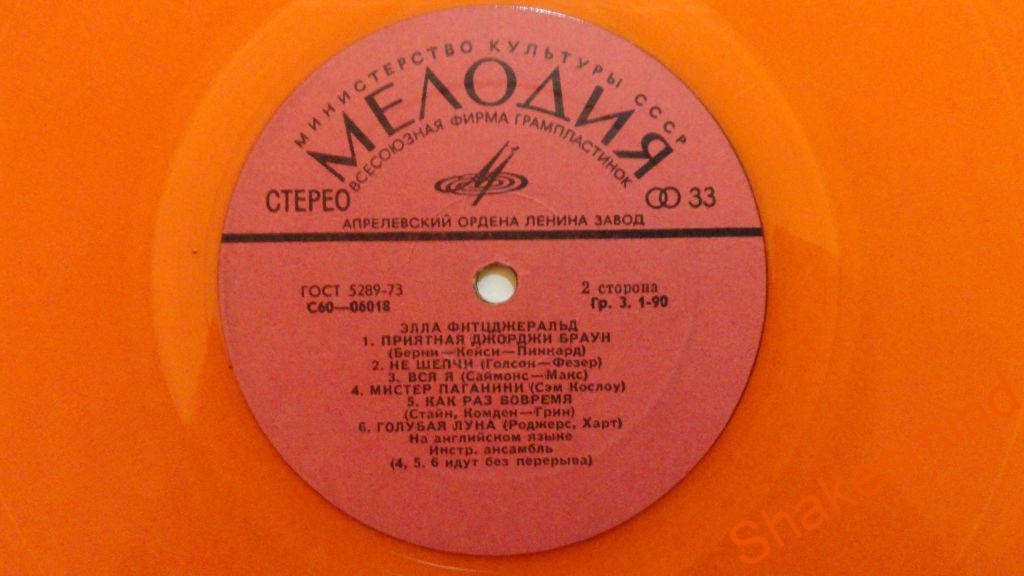 МИНИСТЕРСТВО КУЛЬТУРЫ СССР
МЕЛОДИЯ
ВСЕСОЮЗНАЯ ФИРМА ГРАМПЛАСТИНОК
СТЕРЕО
33
АПРЕЛЕВСКИЙ ОРДЕНА ЛЕНИНА ЗАВОД
ГОСТ 5289-73
2 сторона
С60—06018
Гр. 3. 1-90
ЭЛЛА ФИТЦДЖЕРАЛЬД
1. ПРИЯТНАЯ ДЖОРДЖИ БРАУН
(Берни—Кейси—Пинкард)
2. НЕ ШЕПЧИ (Голсон—Фезер)
3. ВСЯ Я (Саймонс—Макс)
4. МИСТЕР ПАГАНИНИ (Сэм Кослоу)
5. КАК РАЗ ВОВРЕМЯ
(Стайн, Комден—Грин)
6. ГОЛУБАЯ ЛУНА (Роджерс, Харт)
На английском языке
Инстр. ансамбль
(4, 5, 6 идут без перерыва)